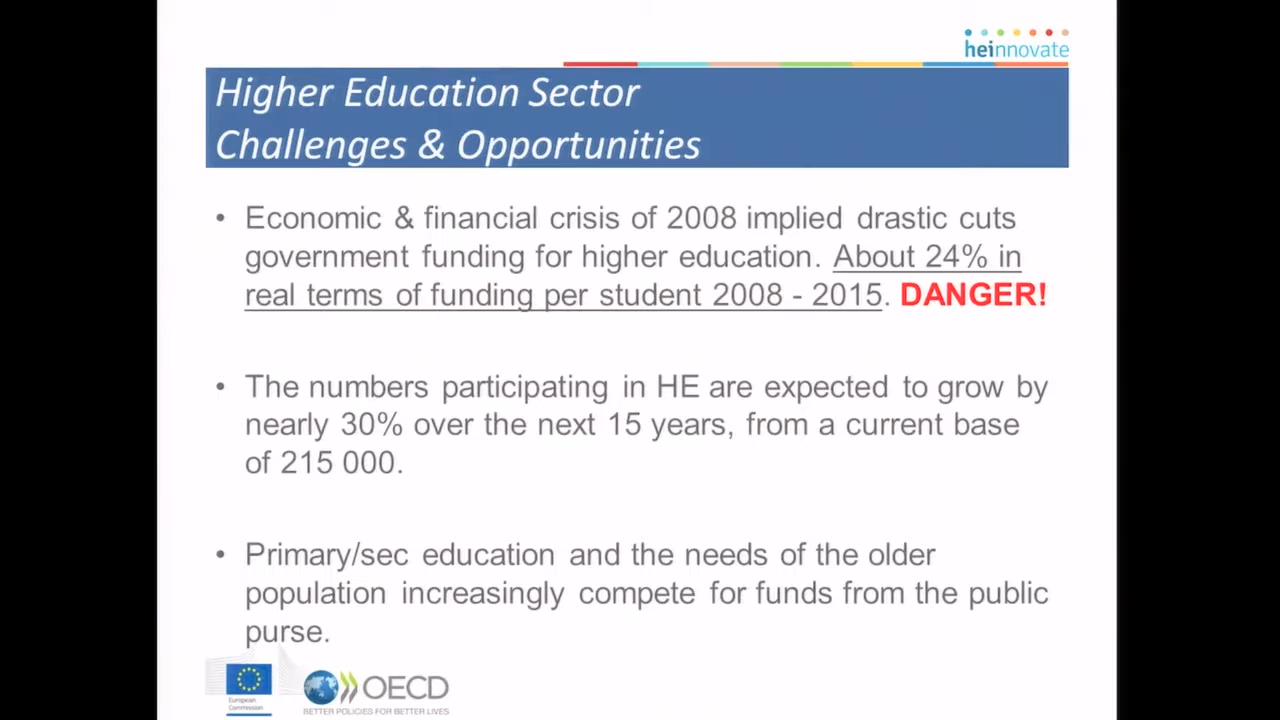 heinnovate
Higher Education Sector
Challenges & Opportunities
• Economic & financial crisis of 2008 implied drastic cuts
government funding for higher education. About 24% in
real terms of funding per student 2008 - 2015. DANGER!
• The numbers participating in HE are expected to grow by
nearly 30% over the next 15 years, from a current base
of 215 000.
• Primary/sec education and the needs of the older
population increasingly compete for funds from the public
purse.
European
Commission
OECD
BETTER POLICIES FOR BETTER LIVES